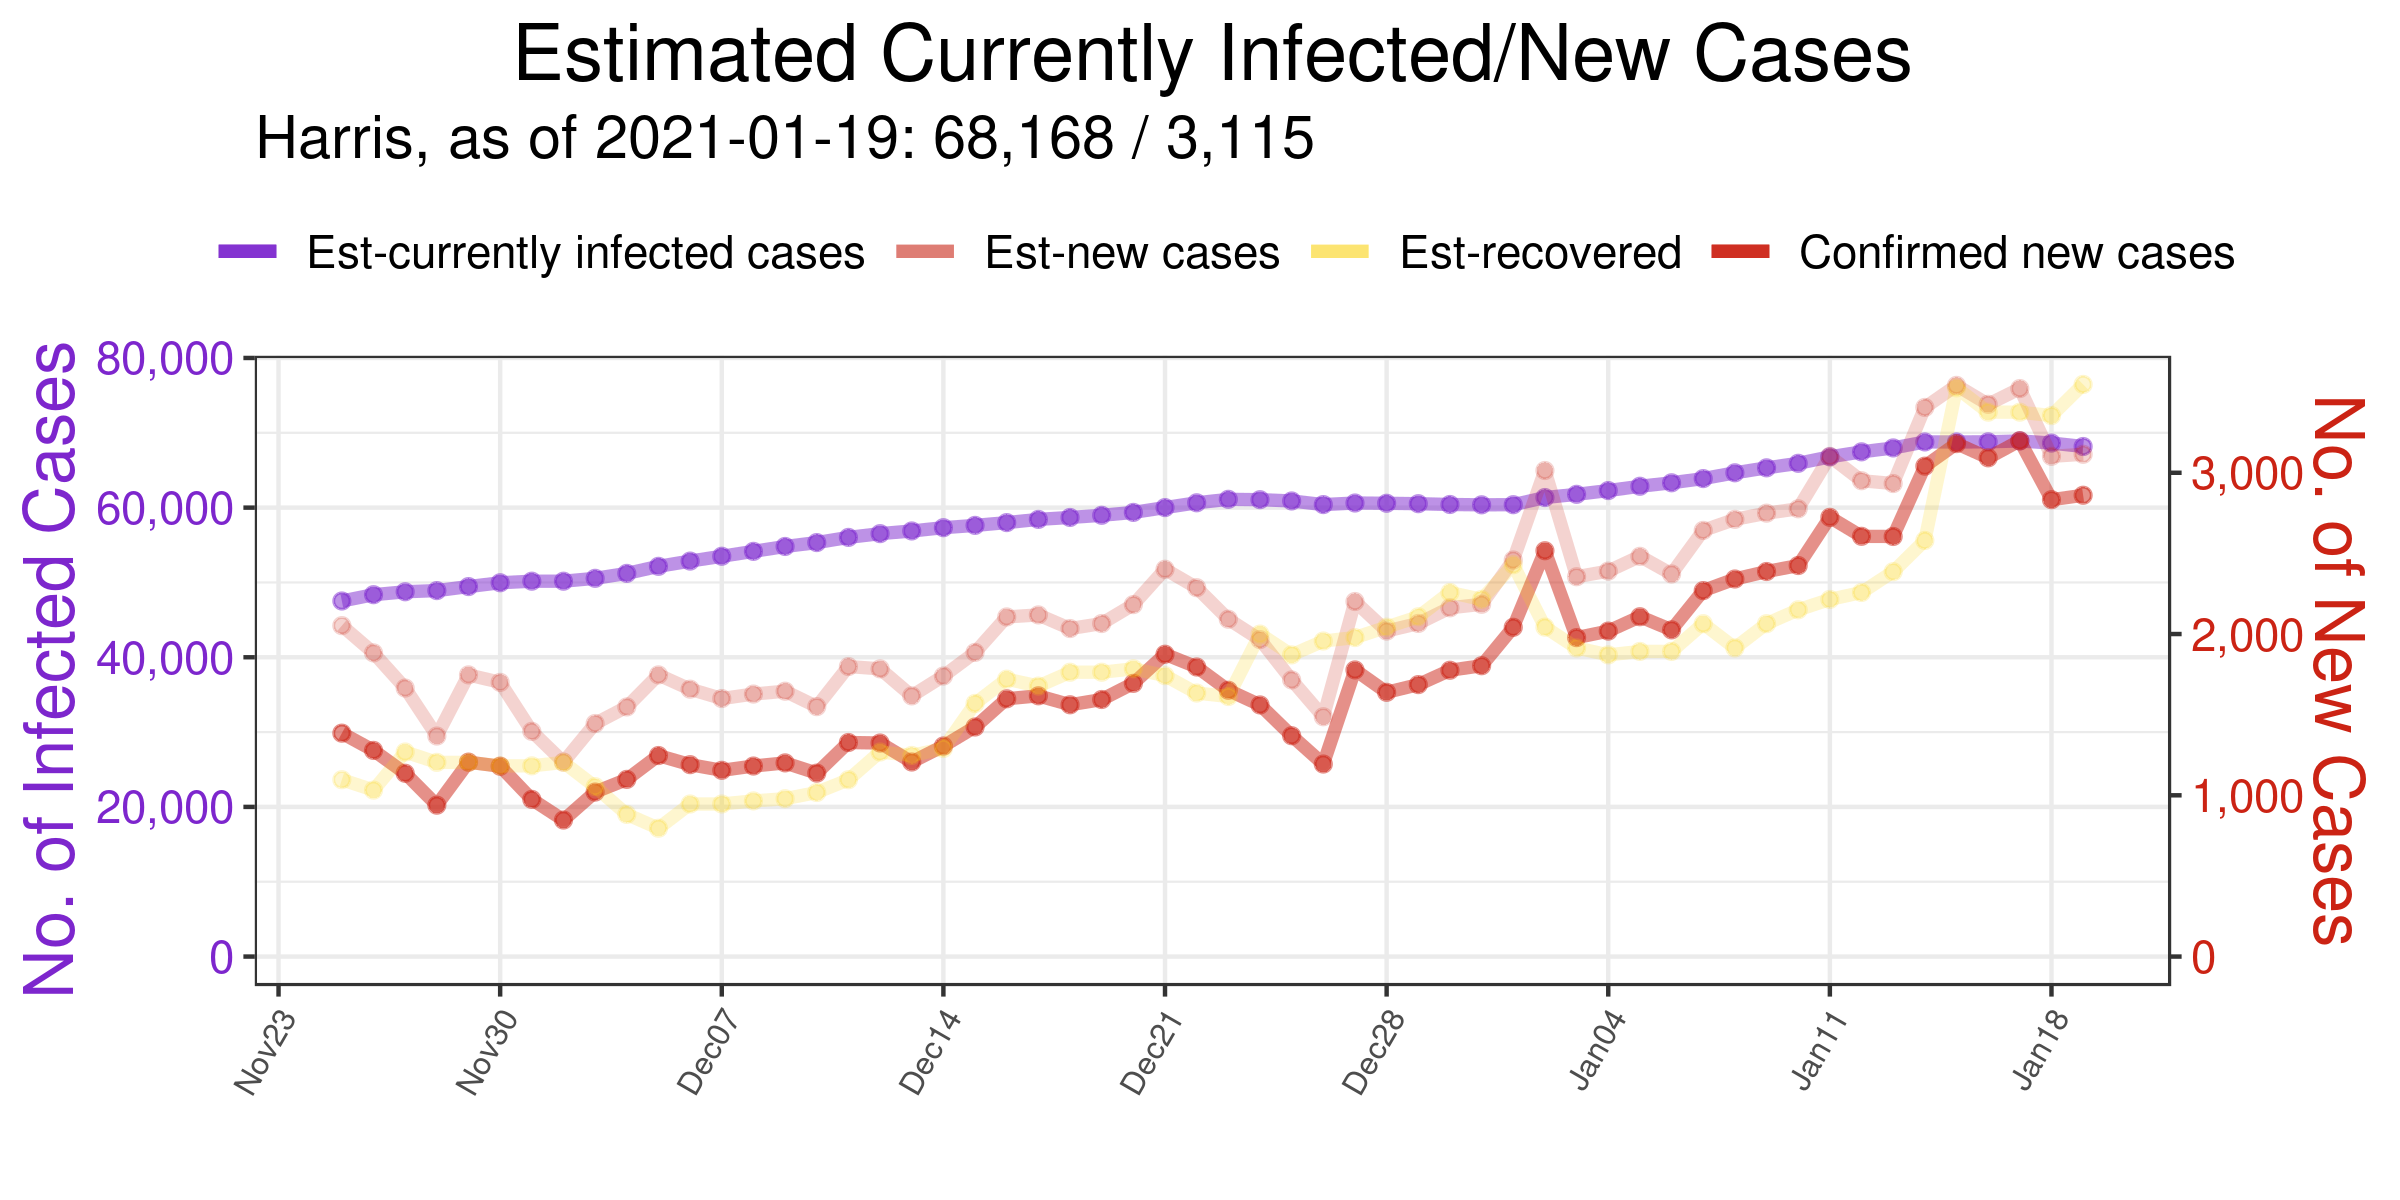 Estimated Currently Infected/New Cases
Harris, as of 2021-01-19: 68,168 / 3,115
Est-currently infected cases
Est-new cases
Est-recovered
Confirmed new cases
No. of Infected Cases
80,000
60,000
40,000
20,000
0
3,000
2,000
1,000
0
No. of New Cases
Nov23
Nov30
Dec07
Dec14
Dec21
Dec28
Jan04
Jan11
Jan18